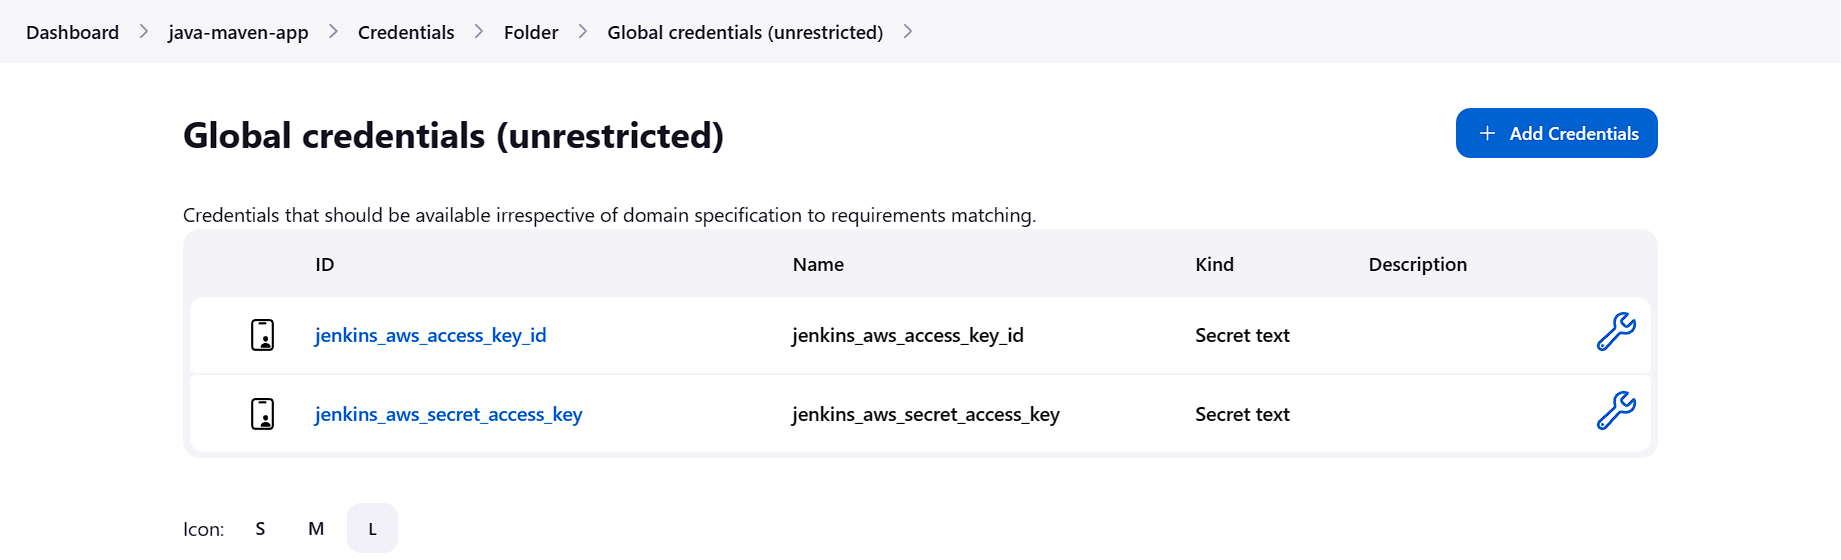 Dashboard > java-maven-app > Credentials > Folder > Global credentials (unrestricted) >
Global credentials (unrestricted)
+ Add Credentials
Credentials that should be available irrespective of domain specification to requirements matching.
ID Name Kind Description
jenkins_aws_access_key_id jenkins_aws_access_key_id Secret text
jenkins_aws_secret_access_key jenkins_aws_secret_access_key Secret text
Icon: S M L